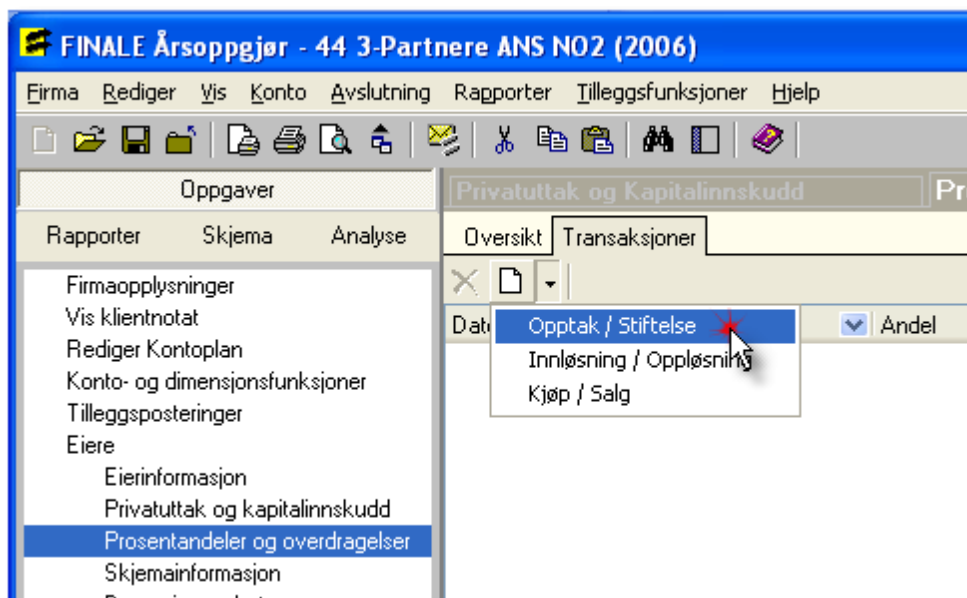 FINALE Årsoppgjør - 44 3-Partnere ANS NO2 (2006)
Firma Rediger Vis Konto Avslutning Rapporter Tilleggsfunksjoner Hjelp
Oppgaver
Rapporter Skjema Analyse
Firmaopplysninger
Vis klientnotat
Rediger Kontoplan
Konto- og dimensjonsfunksjoner
Tilleggsposteringer
Eiere
Eierinformasjon
Privatuttak og kapitalinnskudd
Prosentandeler og overdragelser
Skjemainformasjon
Privatuttak og Kapitalinnskudd Pr
Oversikt Transaksjoner
Andel
Opptak / Stiftelse
Innløsning / Oppløsning
Kjøp / Salg